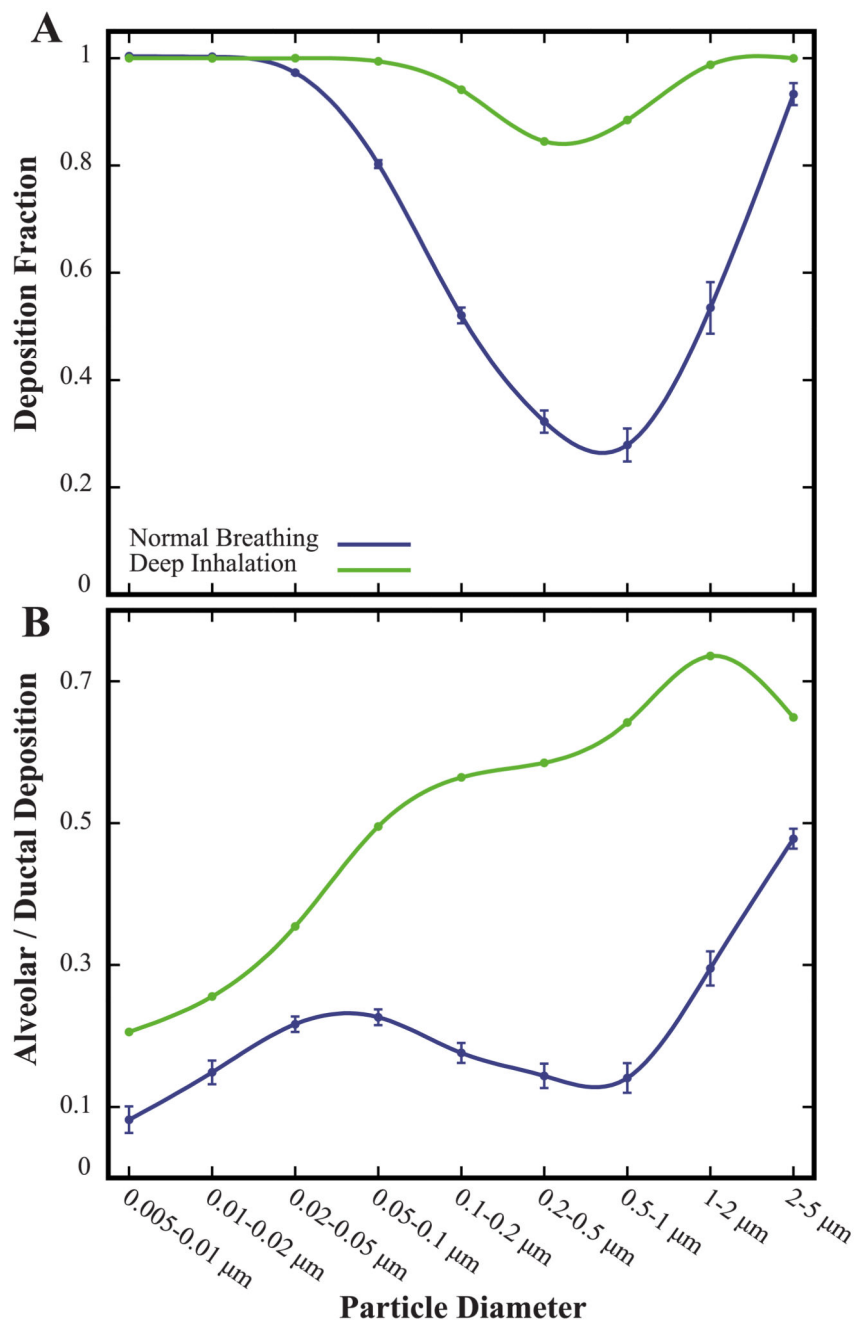 A
Deposition Fraction
1
0.8
0.6
0.4
0.2
0
Normal Breathing
Deep Inhalation
B
Alveolar / Ductal Deposition
0.7
0.5
0.3
0.1
0
0.005-0.01 μm
0.01-0.02 μm
0.02-0.05 μm
0.05-0.1 μm
0.1-0.2 μm
0.2-0.5 μm
0.5-1 μm
1-2 μm
2-5 μm
Particle Diameter